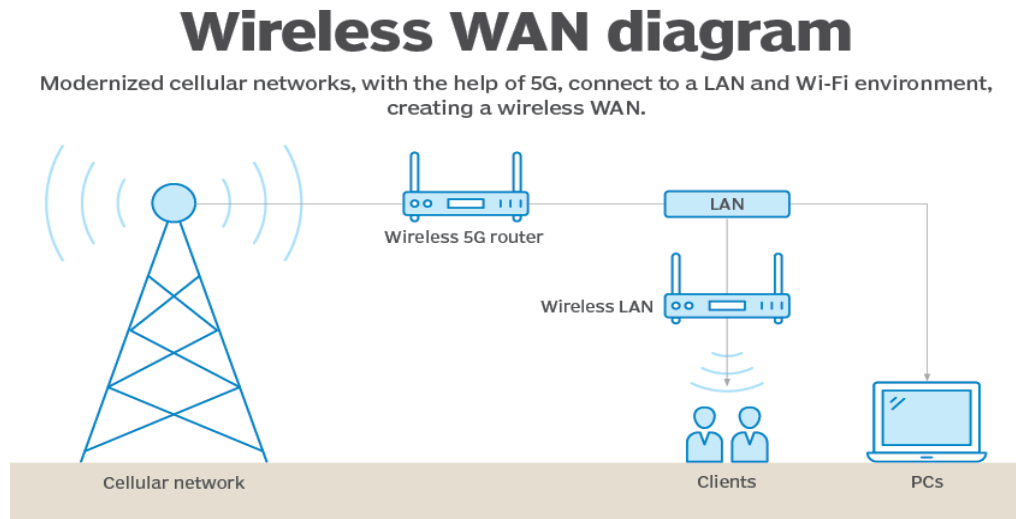 Wireless WAN diagram
Modernized cellular networks, with the help of 5G, connect to a LAN and Wi-Fi environment,
creating a wireless WAN.
LAN
Wireless 5G router
Wireless LAN
Cellular network
Clients
PCs